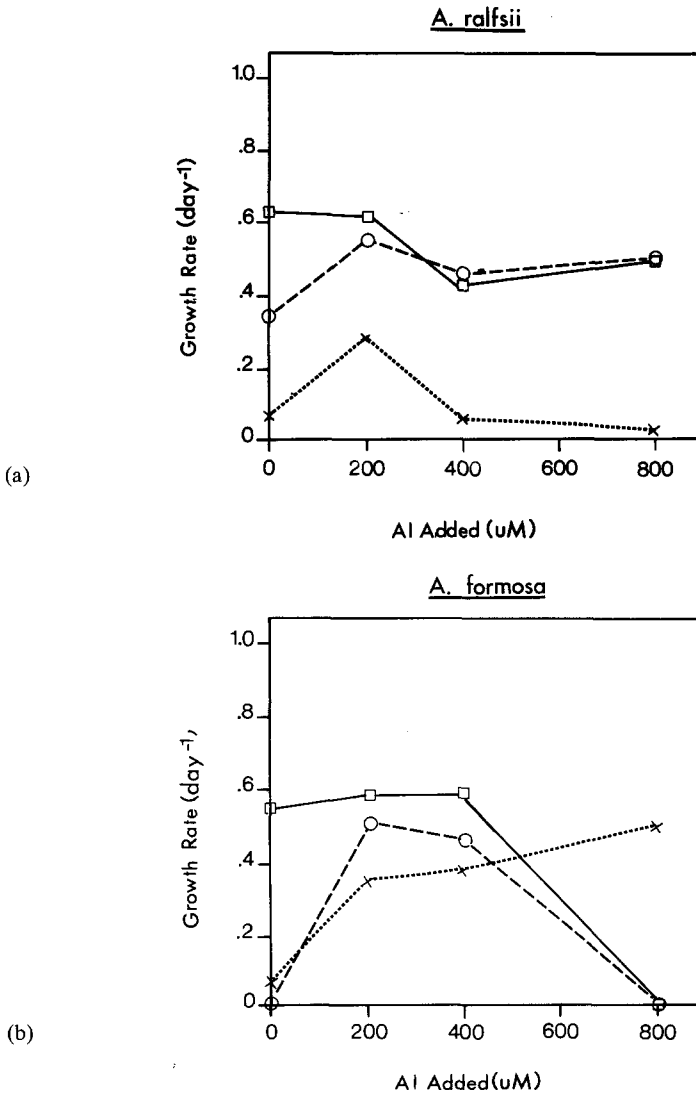 A. ralfsii
1.0
.8
.6
.4
.2
0
Growth Rate (day-1)
0 200 400 600 800
Al Added (uM)
(a)
A. formosa
1.0
.8
.6
.4
.2
0
Growth Rate (day-1,
0 200 400 600 800
Al Added (uM)
(b)